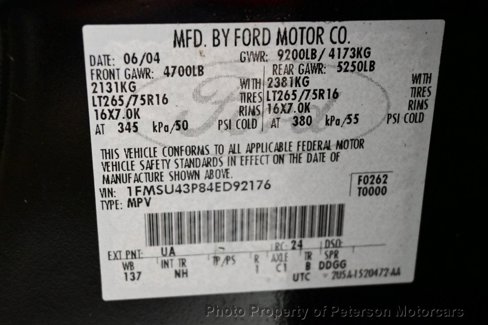 MFD. BY FORD MOTOR CO.
DATE: 06/04 GVWR: 9200LB/ 4173KG
FRONT GAWR: 4700LB REAR GAWR: 5250LB
2131KG WITH 2381KG WITH
LT265/75R16 TIRES LT265/75R16 TIRES
16X7.0K RIMS 16X7.0K RIMS
AT 345 kPa/50 PSI COLD AT 380 kPa/55 PSI COLD
THIS VEHICLE CONFORMS TO ALL APPLICABLE FEDERAL MOTOR
VEHICLE SAFETY STANDARDS IN EFFECT ON THE DATE OF
MANUFACTURE SHOWN ABOVE.
VIN: 1FMSU43P84ED92176 F0262
TYPE: MPV T0000
EXT PNT: UA RC: 24 DSO:
WB INT TR TP/PS R AXLE TR SPR
137 NH 1 C1 B DDGG
UTC 2U5A-1520472-AA
Ford
Photo Property of Peterson Motorcars